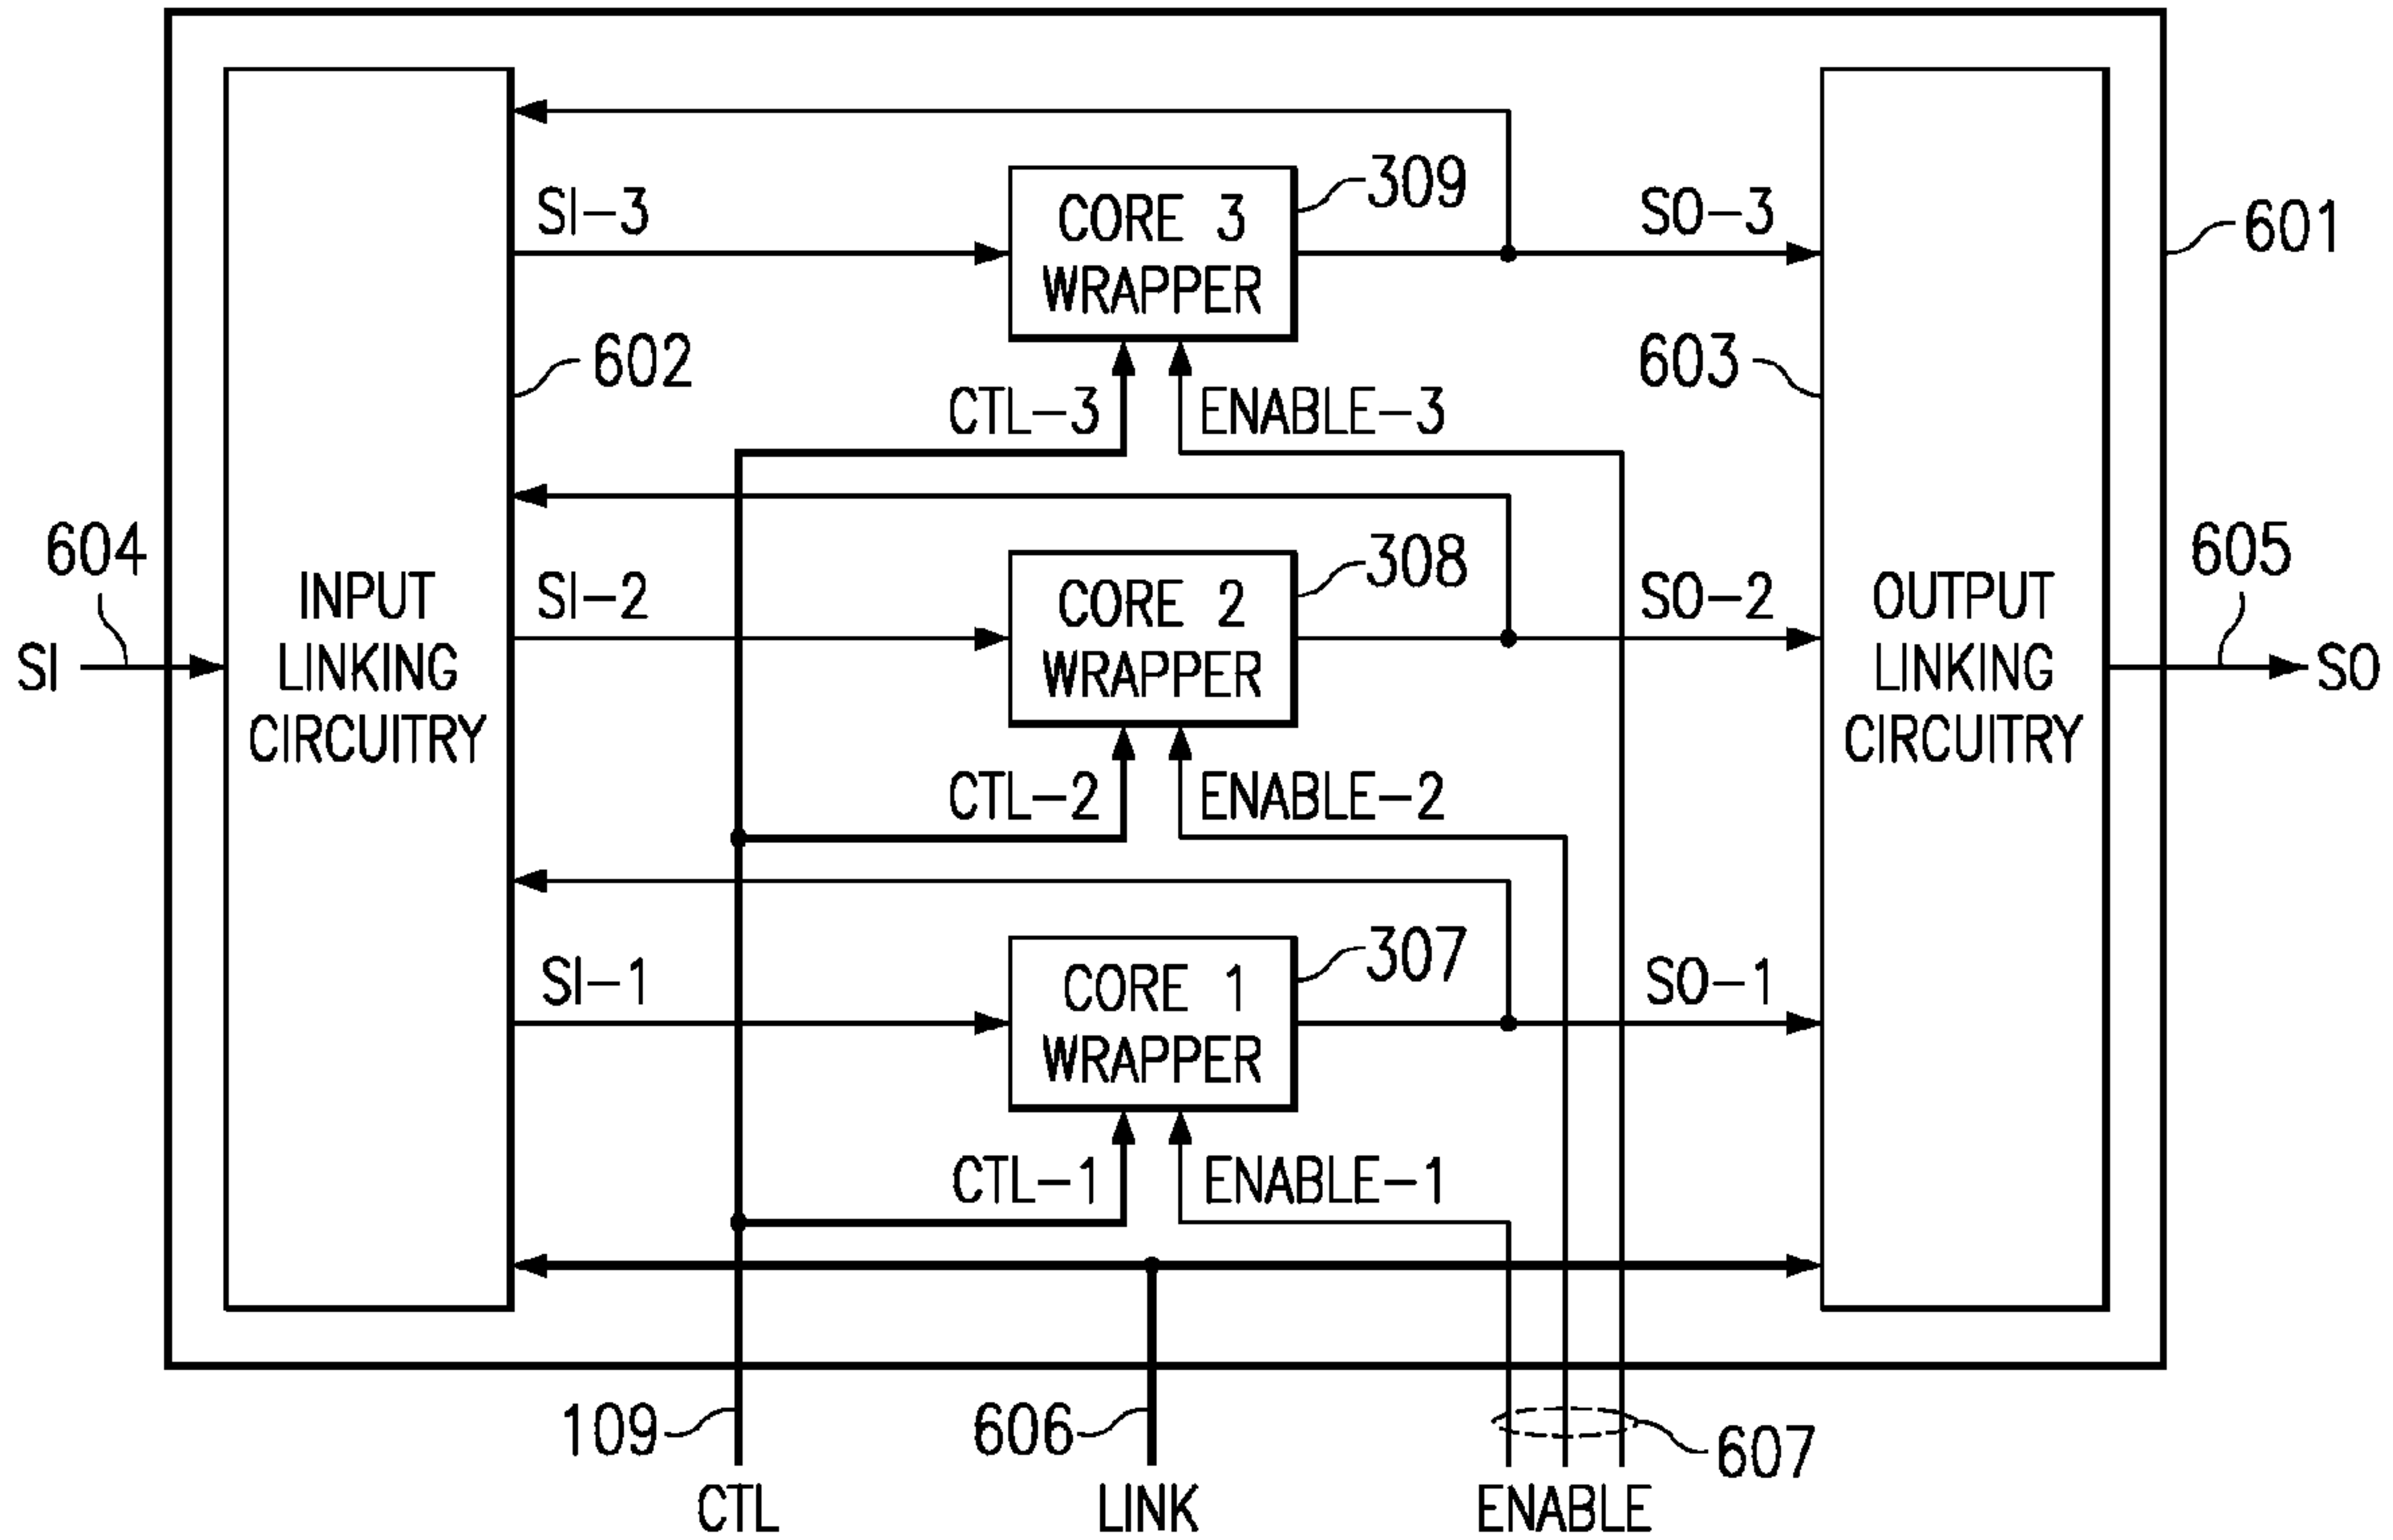 309
SI-3
CORE 3
WRAPPER
SO-3
601
602
603
CTL-3
ENABLE-3
604
308
605
SI-2
CORE 2
WRAPPER
SO-2
INPUT
LINKING
CIRCUITRY
OUTPUT
LINKING
CIRCUITRY
SI
SO
CTL-2
ENABLE-2
307
SI-1
CORE 1
WRAPPER
SO-1
CTL-1
ENABLE-1
109
606
607
CTL
LINK
ENABLE